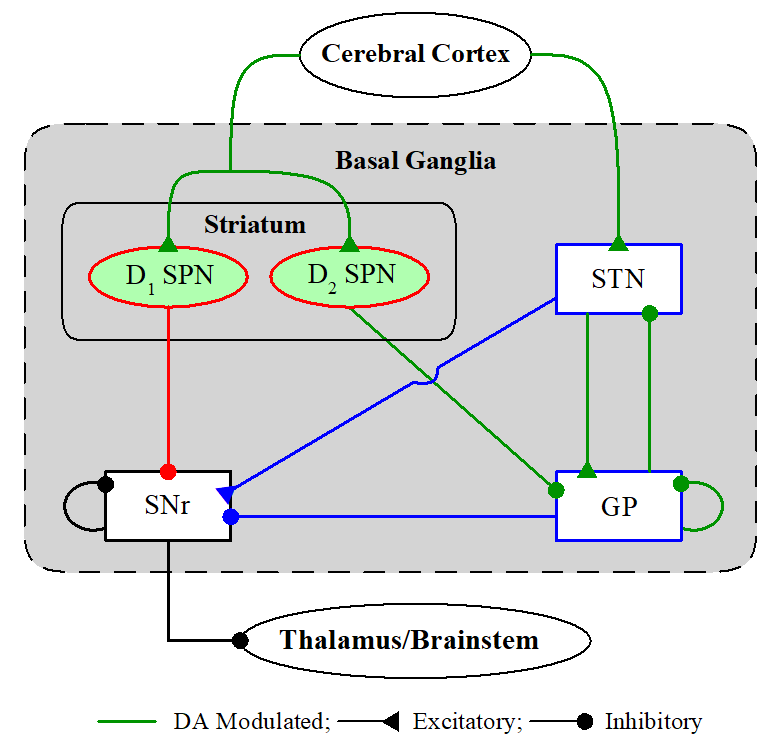 Cerebral Cortex
Basal Ganglia
Striatum
D1 SPN
D2 SPN
STN
SNr
GP
Thalamus/Brainstem
DA Modulated; Excitatory; Inhibitory